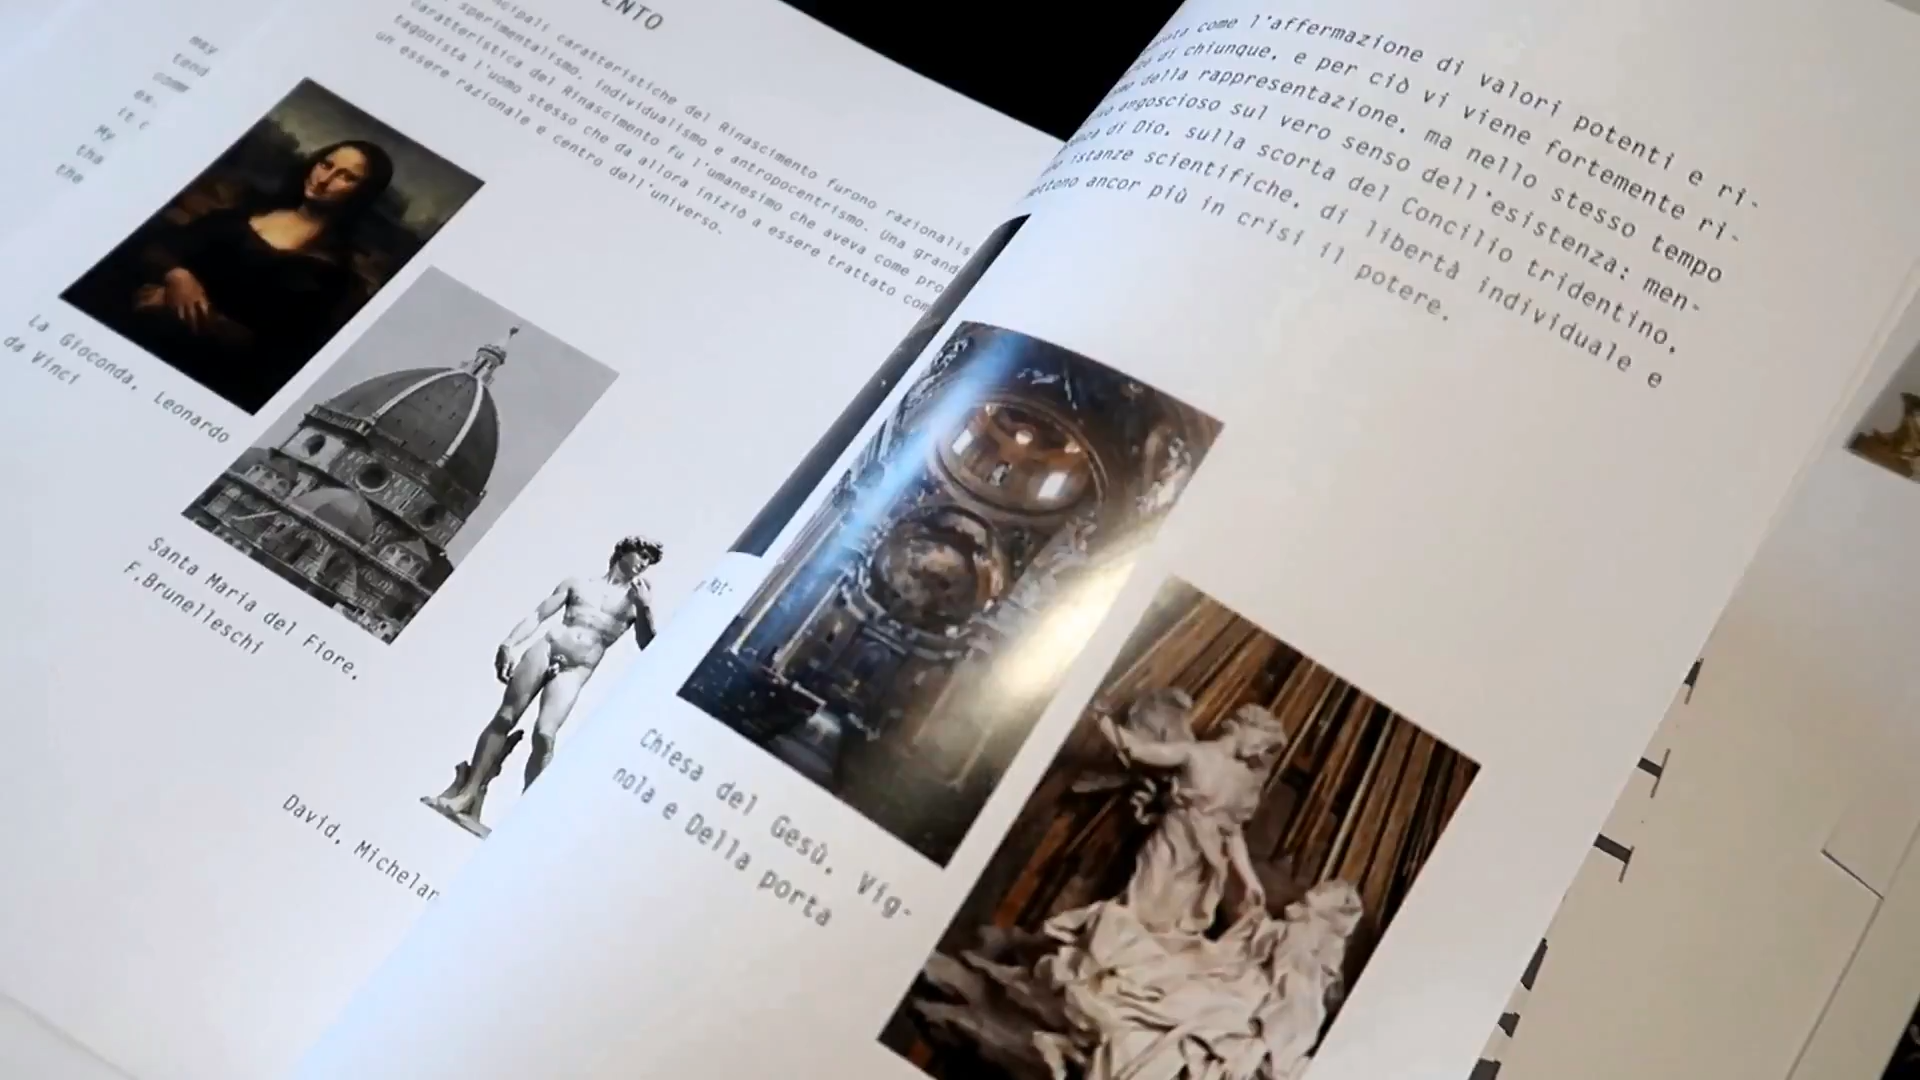 ENTO
caratteristiche del Rinascimento furono razionalis
sperimentalismo, individualismo e antropocentrismo. Una grand
caratteristica del Rinascimento fu l'umanesimo che aveva come pro
tagonista l'uomo stesso che da allora iniziò a essere trattato com
un essere razionale e centro dell'universo.
may
tend
the
La Gioconda, Leonardo
da Vinci
Santa Maria del Fiore,
F.Brunelleschi
David, Michelan
come l'affermazione di valori potenti e ri-
di chiunque, e per ciò vi viene fortemente ri-
della rappresentazione, ma nello stesso tempo
angoscioso sul vero senso dell'esistenza: men-
di Dio, sulla scorta del Concilio tridentino,
istanze scientifiche, di libertà individuale e
ancor più in crisi il potere.
Chiesa del Gesù, Vig-
nola e Della porta